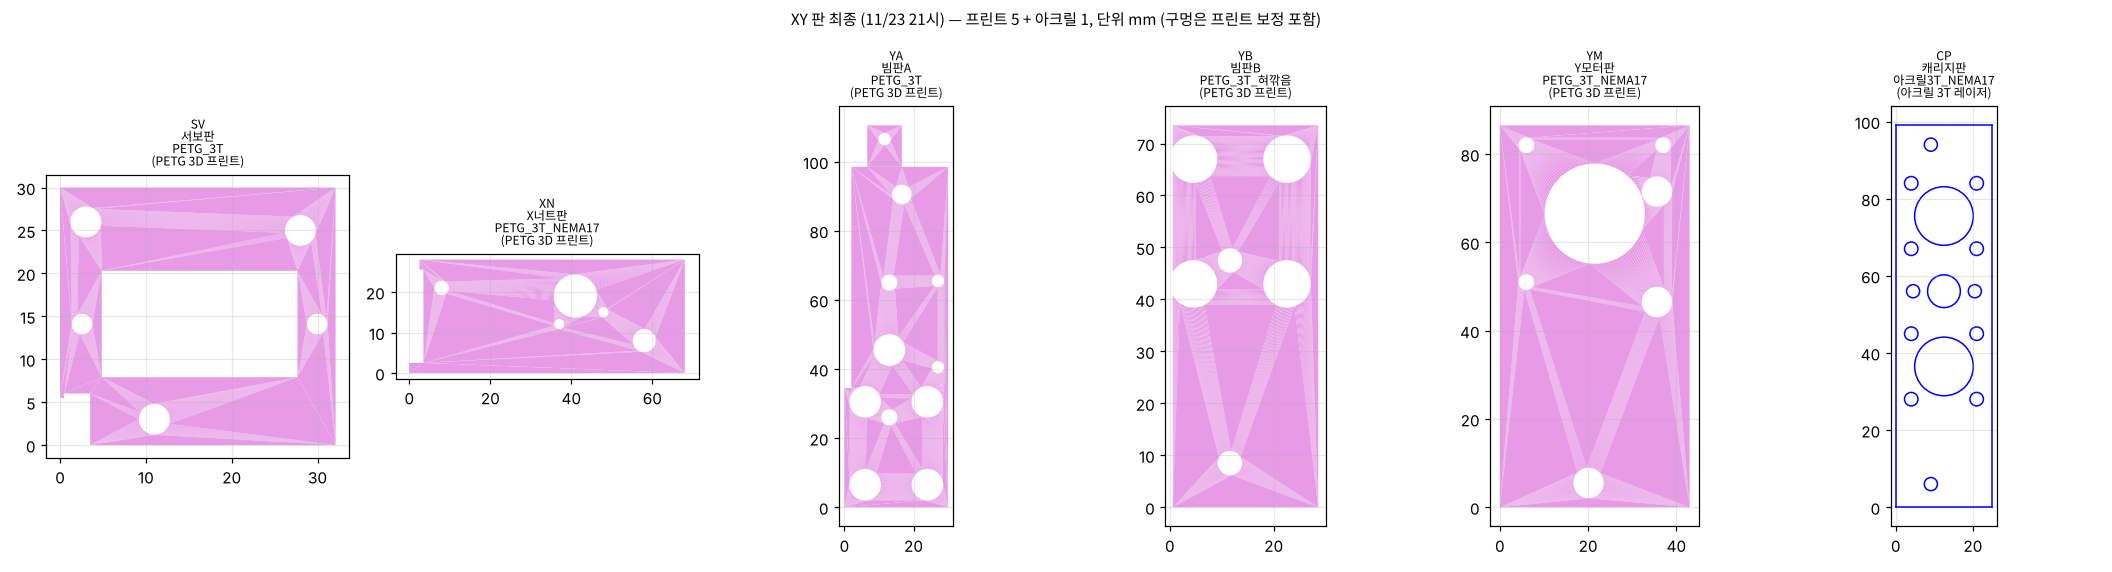 XY 판 최종 (11/23 21시) — 프린트 5 + 아크릴 1, 단위 mm (구멍은 프린트 보정 포함)
SV
서보판
PETG_3T
(PETG 3D 프린트)
30
25
20
15
10
5
0
0
10
20
30
XN
X너트판
PETG_3T_NEMA17
(PETG 3D 프린트)
20
10
0
0
20
40
60
YA
빔판A
PETG_3T
(PETG 3D 프린트)
100
80
60
40
20
0
0
20
YB
빔판B
PETG_3T_혀깎음
(PETG 3D 프린트)
70
60
50
40
30
20
10
0
0
20
YM
Y모터판
PETG_3T_NEMA17
(PETG 3D 프린트)
80
60
40
20
0
0
20
40
CP
캐리지판
아크릴3T_NEMA17
(아크릴 3T 레이저)
100
80
60
40
20
0
0
20